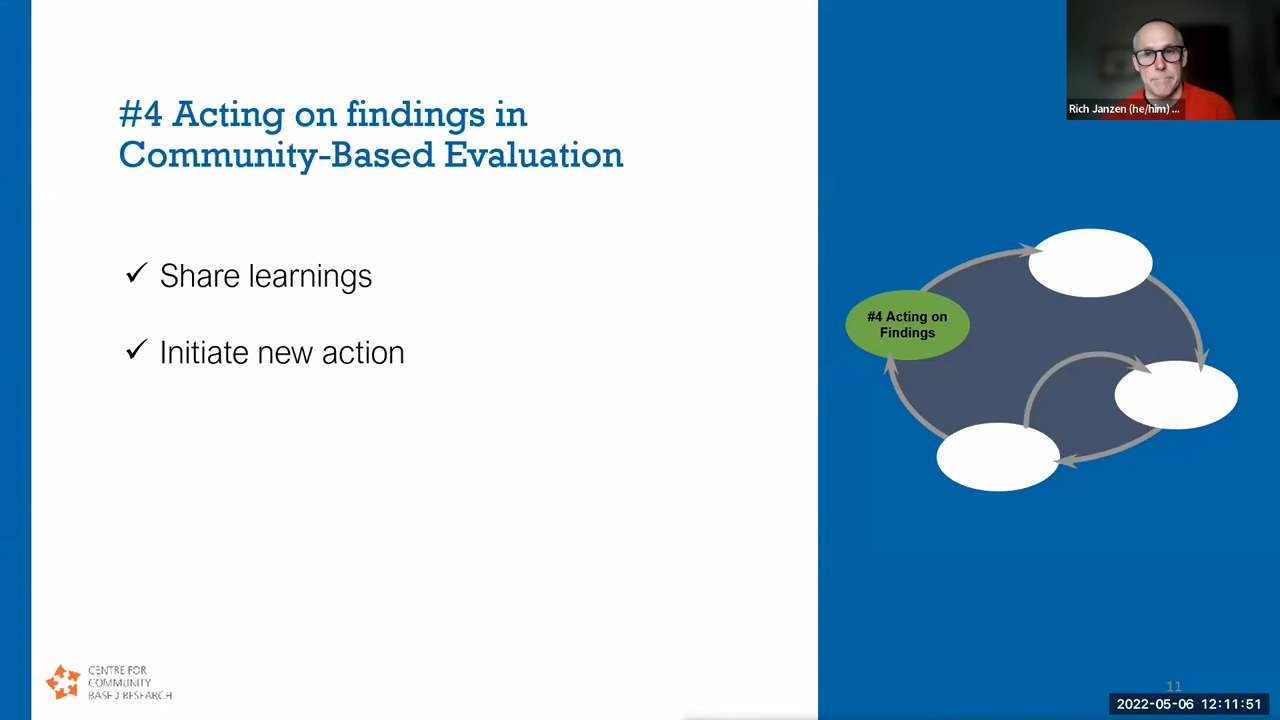 #4 Acting on findings in
Community-Based Evaluation
✓ Share learnings
✓ Initiate new action
Rich Janzen (he/him) ...
#4 Acting on
Findings
CENTRE FOR
COMMUNITY
BASED RESEARCH
11
2022-05-06 12:11:51